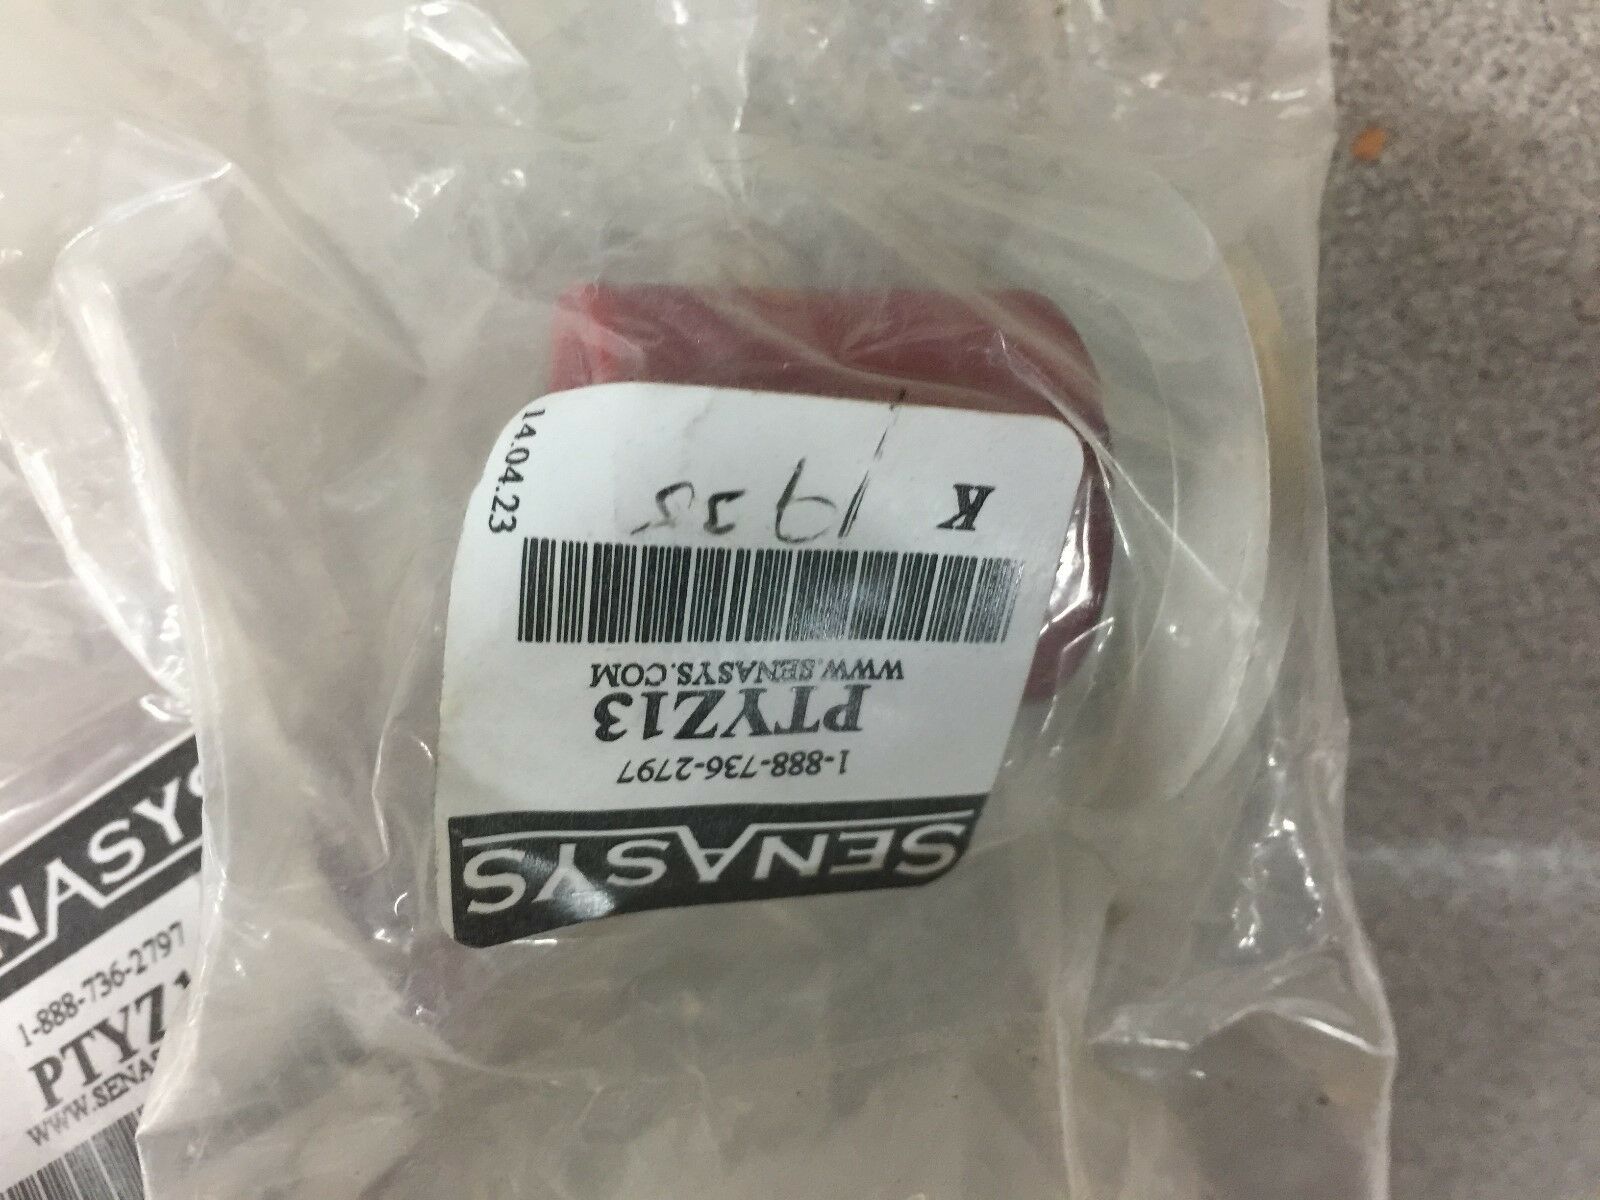 SENASYS
1-888-736-2797
PTYZ13
WWW.SENASYS.COM
K
14.04.23
NASYS
1-888-736-2797
PTYZ
WWW.SENAS